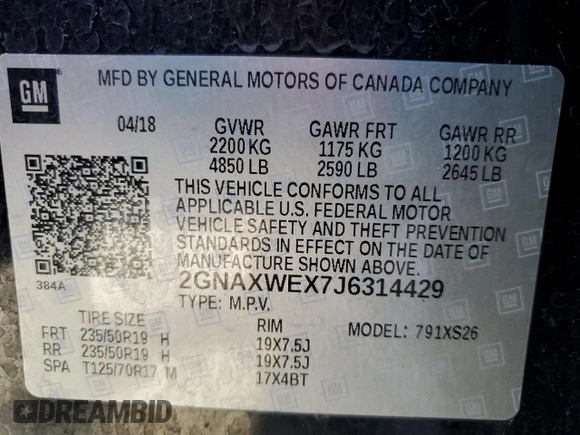 GM
MFD BY GENERAL MOTORS OF CANADA COMPANY
04/18 GVWR GAWR FRT GAWR RR
2200 KG 1175 KG 1200 KG
4850 LB 2590 LB 2645 LB
THIS VEHICLE CONFORMS TO ALL
APPLICABLE U.S. FEDERAL MOTOR
VEHICLE SAFETY AND THEFT PREVENTION
STANDARDS IN EFFECT ON THE DATE OF
MANUFACTURE SHOWN ABOVE.
384A
2GNAXWEX7J6314429
TYPE: M.P.V.
TIRE SIZE RIM MODEL: 791XS26
FRT 235/50R19 H 19X7.5J
RR 235/50R19 H 19X7.5J
SPA T125/70R17 M 17X4BT
DREAMBID